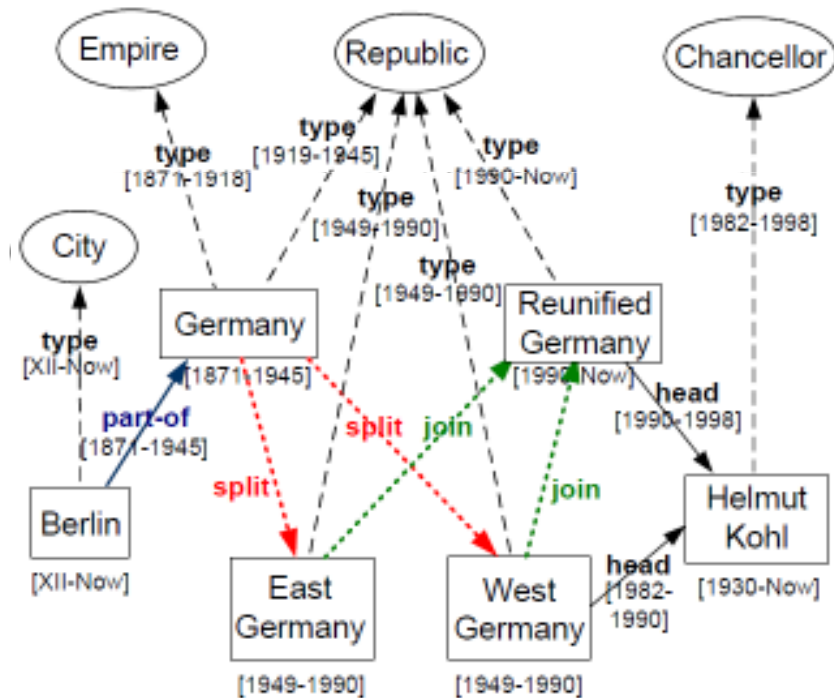 Empire
Republic
Chancellor
type
[1919-1945]
type
[1871-1918]
type
[1990-Now]
type
[1949-1990]
type
[1982-1998]
City
type
[1949-1990]
Germany
Reunified
Germany
type
[XII-Now]
[1871-1945]
[1990-Now]
part-of
[1871-1945]
split
join
head
[1990-1998]
split
join
Berlin
Helmut
Kohl
[XII-Now]
East
Germany
West
Germany
head
[1982-
1990]
[1930-Now]
[1949-1990]
[1949-1990]